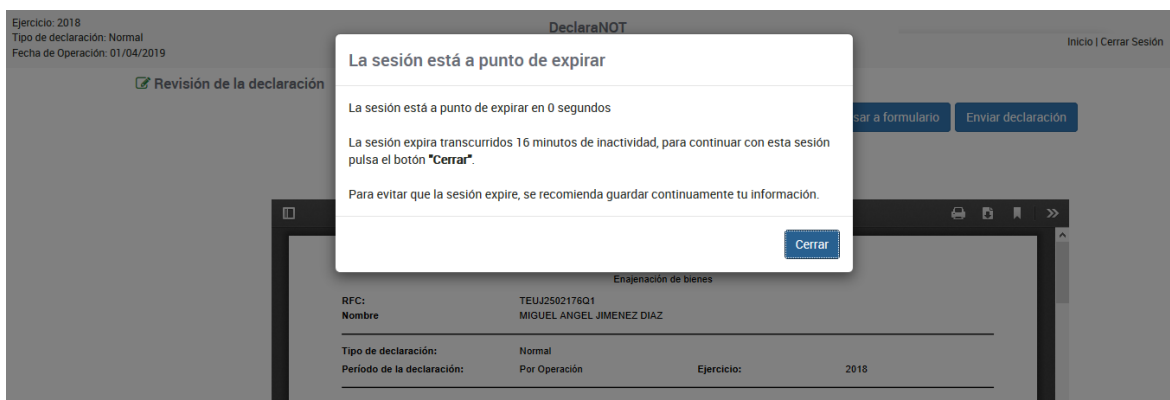 Ejercicio: 2018
Tipo de declaración: Normal
Fecha de Operación: 01/04/2019
DeclaraNOT
Inicio | Cerrar Sesión
Revisión de la declaración
sar a formulario
Enviar declaración
La sesión está a punto de expirar
La sesión está a punto de expirar en 0 segundos
La sesión expira transcurridos 16 minutos de inactividad, para continuar con esta sesión
pulsa el botón "Cerrar".
Para evitar que la sesión expire, se recomienda guardar continuamente tu información.
Cerrar
Enajenación de bienes
RFC: TEUJ2502176Q1
Nombre MIGUEL ANGEL JIMENEZ DIAZ
Tipo de declaración: Normal
Período de la declaración: Por Operación Ejercicio: 2018